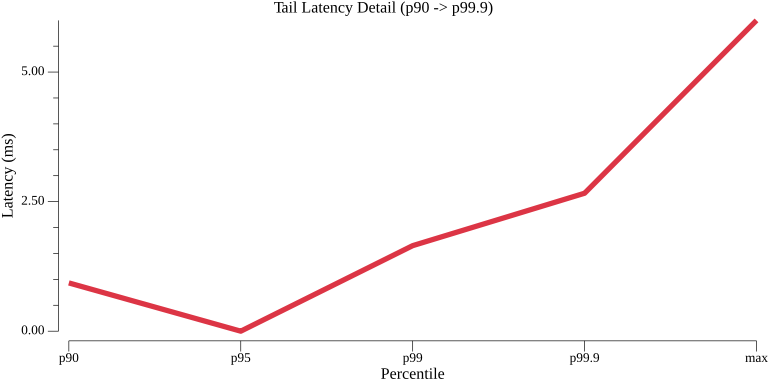 Tail Latency Detail (p90 -> p99.9)
5.00
2.50
0.00
Latency (ms)
p90 p95 p99 p99.9 max
Percentile